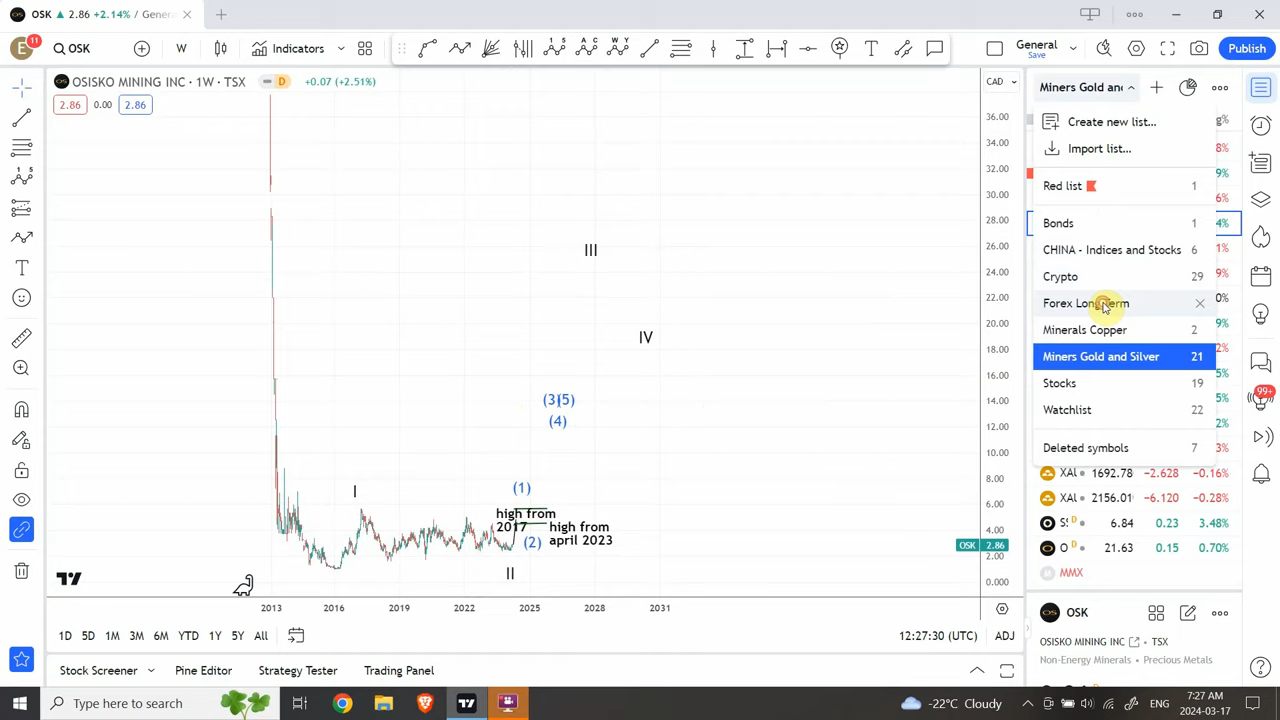 OSK ▲ 2.86 +2.14% / Genera
E 11 OSK W Indicators General Save Publish
OSISKO MINING INC · 1W · TSX D +0.07 (+2.51%)
2.86 0.00 2.86
CAD
36.00
34.00
32.00
30.00
28.00
26.00
24.00
22.00
20.00
18.00
16.00
14.00
12.00
10.00
8.00
6.00
4.00
OSK 2.86
2.00
0.000
III
IV
(3)(5)
(4)
(1)
I
high from
2017
high from
april 2023
(2)
II
2013 2016 2019 2022 2025 2028 2031
1D 5D 1M 3M 6M YTD 1Y 5Y All 12:27:30 (UTC) ADJ
Stock Screener Pine Editor Strategy Tester Trading Panel
Miners Gold an
Create new list...
Import list...
Red list 1
Bonds 1
CHINA - Indices and Stocks 6
Crypto 29
Forex Long Term
Minerals Copper 2
Miners Gold and Silver 21
Stocks 19
Watchlist 22
Deleted symbols 7
XAU 1692.78 -2.628 -0.16%
XAU 2156.01 -6.120 -0.28%
D 6.84 0.23 3.48%
O D 21.63 0.15 0.70%
MMX
99+
OSK
OSISKO MINING INC · TSX
Non-Energy Minerals · Precious Metals
Type here to search -22°C Cloudy ENG 7:27 AM
2024-03-17